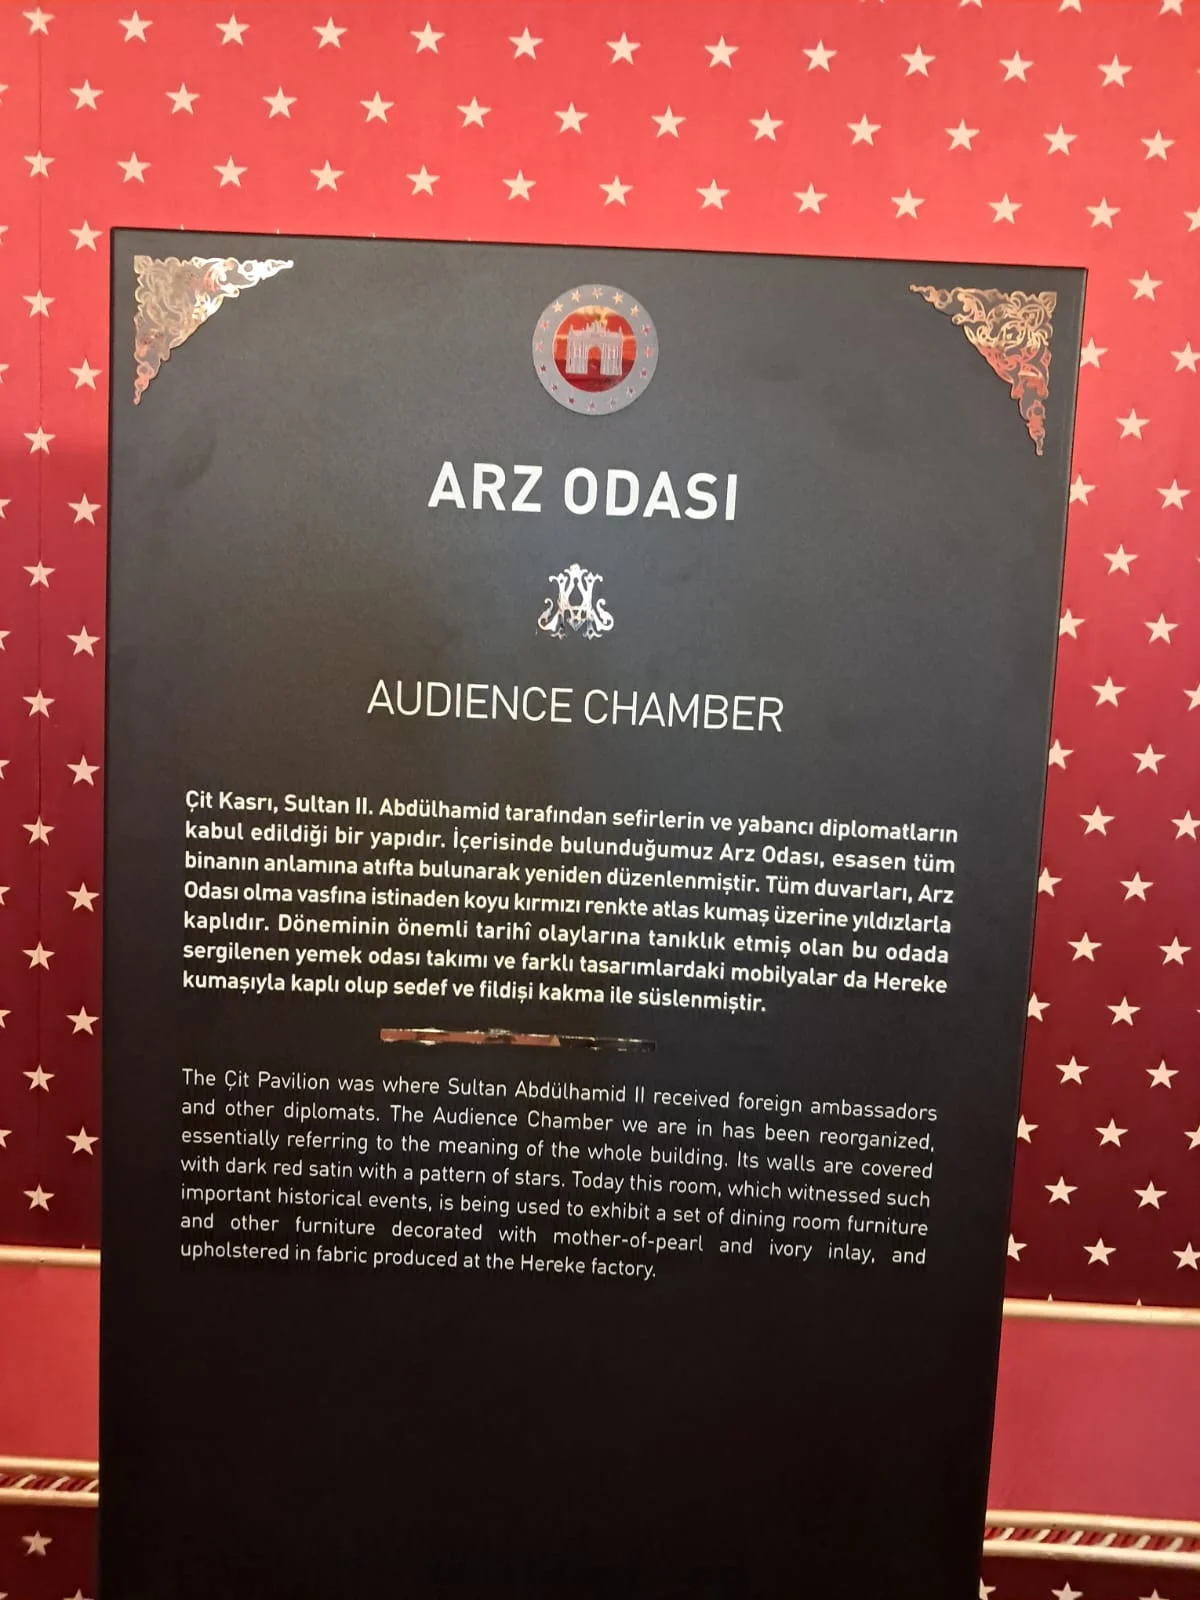 ARZ ODASI
AUDIENCE CHAMBER
Çit Kasrı, Sultan II. Abdülhamid tarafından sefirlerin ve yabancı diplomatların
kabul edildiği bir yapıdır. İçerisinde bulunduğumuz Arz Odası, esasen tüm
binanın anlamına atıfta bulunarak yeniden düzenlenmiştir. Tüm duvarları, Arz
Odası olma vasfına istinaden koyu kırmızı renkte atlas kumaş üzerine yıldızlarla
kaplıdır. Döneminin önemli tarihî olaylarına tanıklık etmiş olan bu odada
sergilenen yemek odası takımı ve farklı tasarımlardaki mobilyalar da Hereke
kumaşıyla kaplı olup sedef ve fildişi kakma ile süslenmiştir.
The Çit Pavilion was where Sultan Abdülhamid II received foreign ambassadors
and other diplomats. The Audience Chamber we are in has been reorganized,
essentially referring to the meaning of the whole building. Its walls are covered
with dark red satin with a pattern of stars. Today this room, which witnessed such
important historical events, is being used to exhibit a set of dining room furniture
and other furniture decorated with mother-of-pearl and ivory inlay, and
upholstered in fabric produced at the Hereke factory.